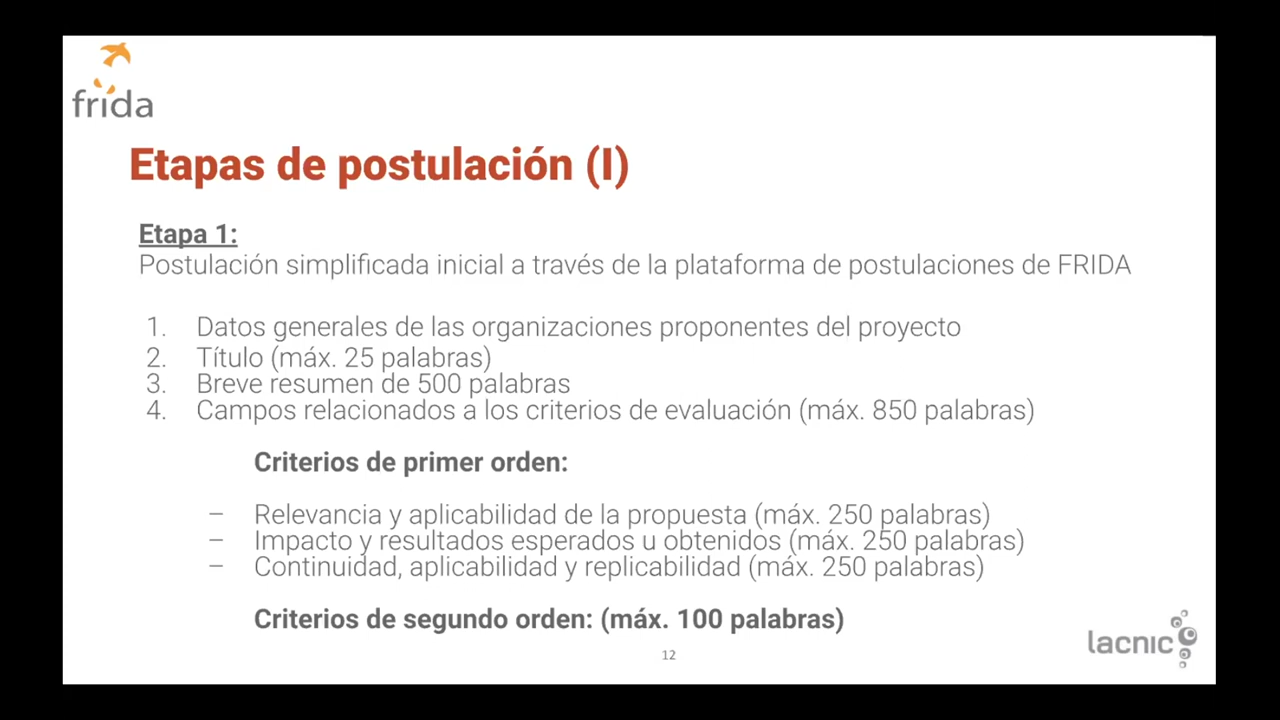 frida
Etapas de postulación (I)
Etapa 1:
Postulación simplificada inicial a través de la plataforma de postulaciones de FRIDA
1. Datos generales de las organizaciones proponentes del proyecto
2. Título (máx. 25 palabras)
3. Breve resumen de 500 palabras
4. Campos relacionados a los criterios de evaluación (máx. 850 palabras)
Criterios de primer orden:
– Relevancia y aplicabilidad de la propuesta (máx. 250 palabras)
– Impacto y resultados esperados u obtenidos (máx. 250 palabras)
– Continuidad, aplicabilidad y replicabilidad (máx. 250 palabras)
Criterios de segundo orden: (máx. 100 palabras)
12
lacnic